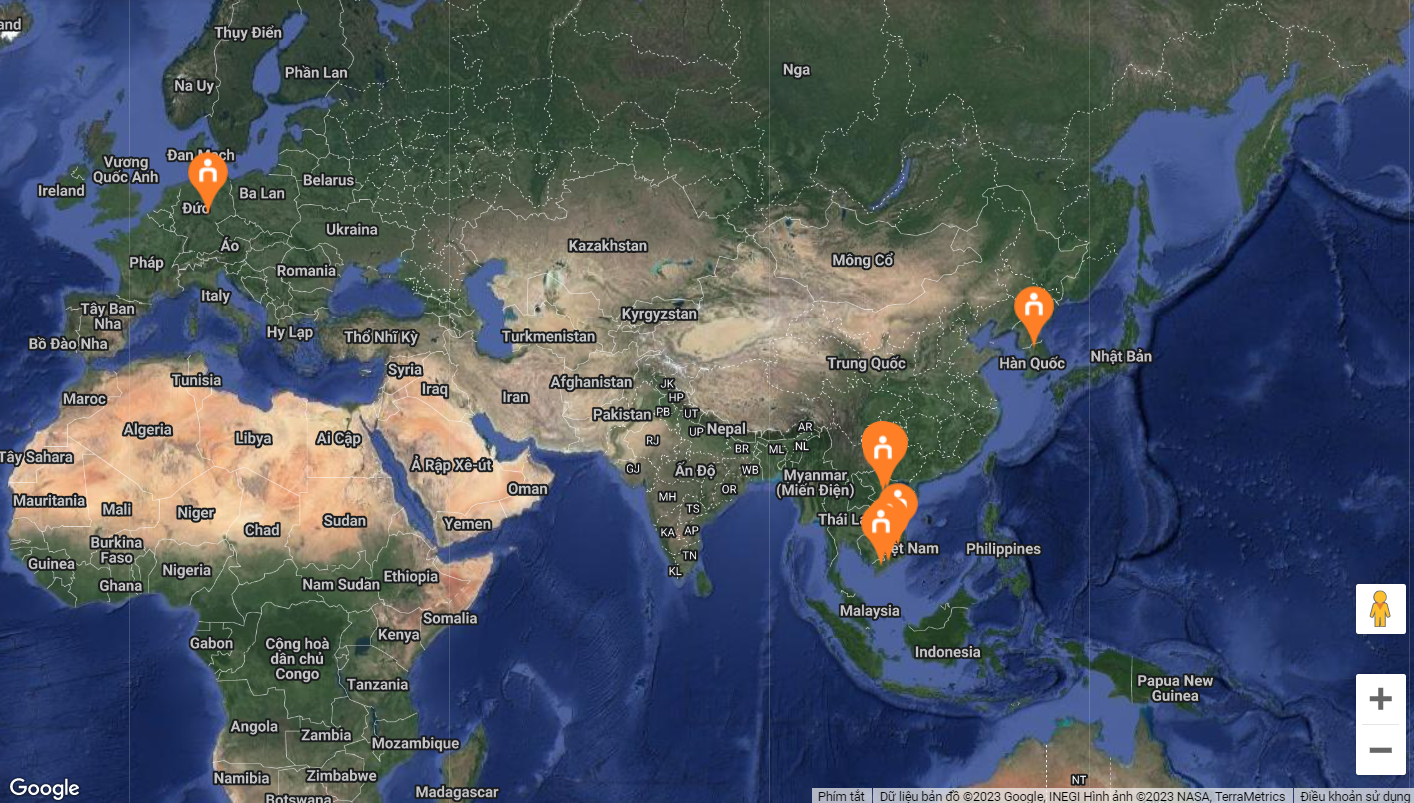 and
Thụy Điển
Phần Lan
Nga
Na Uy
Đan Mạch
Vương
Quốc Anh
Ireland
Belarus
Ba Lan
Đức
Ukraina
Áo
Kazakhstan
Pháp
Mông Cổ
Romania
Italy
Tây Ban
Nha
Kyrgyzstan
Hy Lạp
Thổ Nhĩ Kỳ
Turkmenistan
Bồ Đào Nha
Nhật Bản
Trung Quốc
Hàn Quốc
Syria
Tunisia
Afghanistan
JK
Iraq
Iran
HP
Maroc
Pakistan
PB
UT
Algeria
Libya
Ai Cập
UP
Nepal
AR
RJ
BR
ML
NL
Tây Sahara
Ả Rập Xê-út
GJ
Ấn Độ
WB
Myanmar
(Miến Điện)
Oman
OR
Mauritania
Mali
Niger
MH
TS
Chad
Sudan
Yemen
Thái La
KA
AP
Burkina
Faso
Việt Nam
Philippines
TN
Guinea
Nigeria
KL
Ghana
Nam Sudan
Ethiopia
Malaysia
Somalia
Kenya
Gabon
Cộng hoà
dân chủ
Congo
Indonesia
Tanzania
Papua New
Guinea
Angola
Zambia
Mozambique
Namibia
Zimbabwe
NT
Botswana
Madagascar
Google
Phím tắt
Dữ liệu bản đồ ©2023 Google, INEGI Hình ảnh ©2023 NASA, TerraMetrics
Điều khoản sử dụng